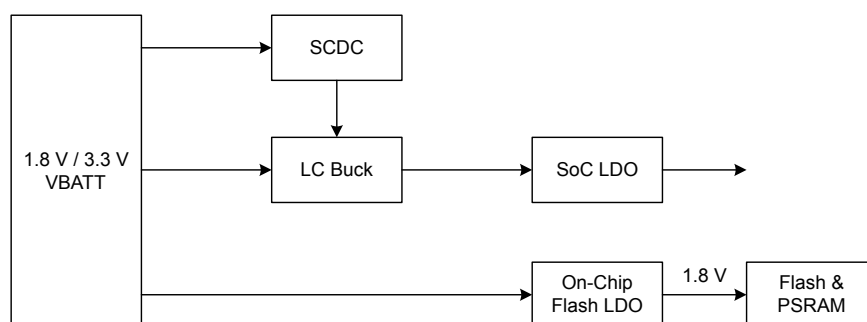 SCDC
1.8 V / 3.3 V
VBATT
LC Buck
SoC LDO
On-Chip
Flash LDO
1.8 V
Flash &
PSRAM